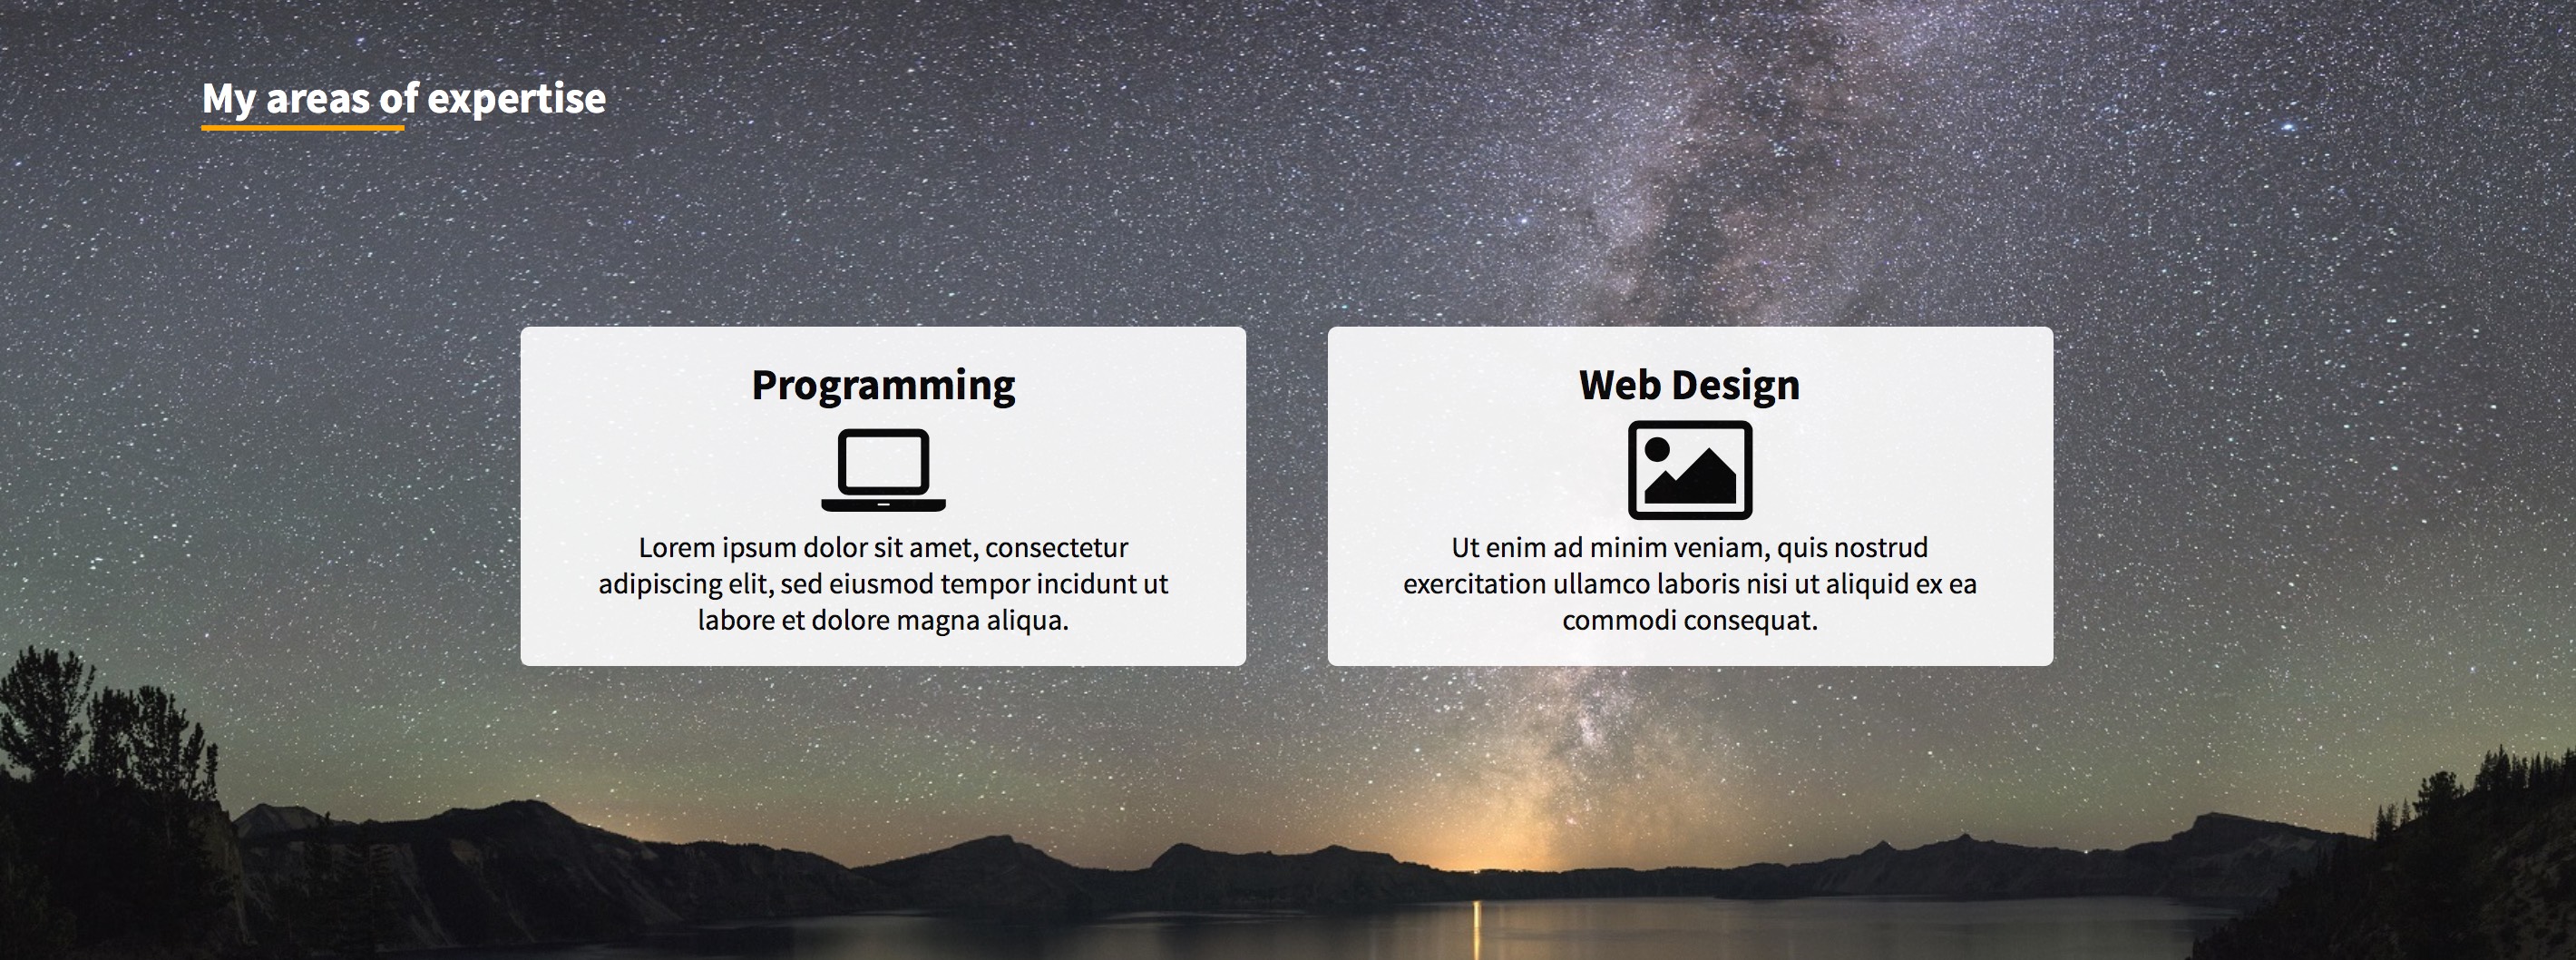 My areas of expertise
Programming
Lorem ipsum dolor sit amet, consectetur
adipiscing elit, sed eiusmod tempor incidunt ut
labore et dolore magna aliqua.
Web Design
Ut enim ad minim veniam, quis nostrud
exercitation ullamco laboris nisi ut aliquid ex ea
commodi consequat.